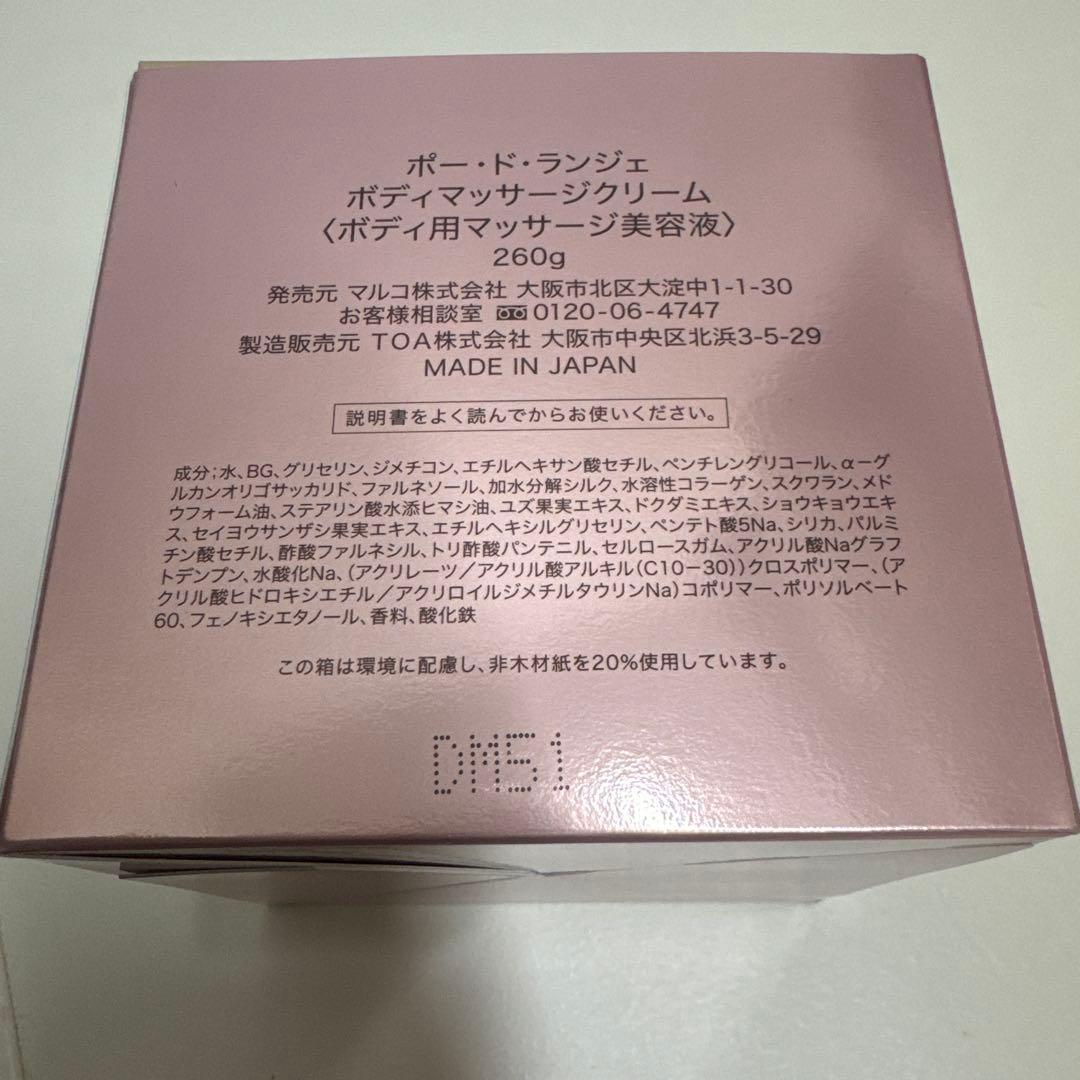 ポー・ド・ランジェ
ボディマッサージクリーム
〈ボディ用マッサージ美容液〉
260g
発売元 マルコ株式会社 大阪市北区大淀中1-1-30
お客様相談室 0120-06-4747
製造販売元 TOA株式会社 大阪市中央区北浜3-5-29
MADE IN JAPAN
説明書をよく読んでからお使いください。
成分;水、BG、グリセリン、ジメチコン、エチルヘキサン酸セチル、ペンチレングリコール、α－グ
ルカンオリゴサッカリド、ファルネソール、加水分解シルク、水溶性コラーゲン、スクワラン、メド
ウフォーム油、ステアリン酸水添ヒマシ油、ユズ果実エキス、ドクダミエキス、ショウキョウエキ
ス、セイヨウサンザシ果実エキス、エチルヘキシルグリセリン、ペンテト酸5Na、シリカ、パルミ
チン酸セチル、酢酸ファルネシル、トリ酢酸パンテニル、セルロースガム、アクリル酸Naグラフ
トデンプン、水酸化Na、(アクリレーツ／アクリル酸アルキル(C10－30))クロスポリマー、(ア
クリル酸ヒドロキシエチル／アクリロイルジメチルタウリンNa)コポリマー、ポリソルベート
60、フェノキシエタノール、香料、酸化鉄
この箱は環境に配慮し、非木材紙を20%使用しています。
DM51